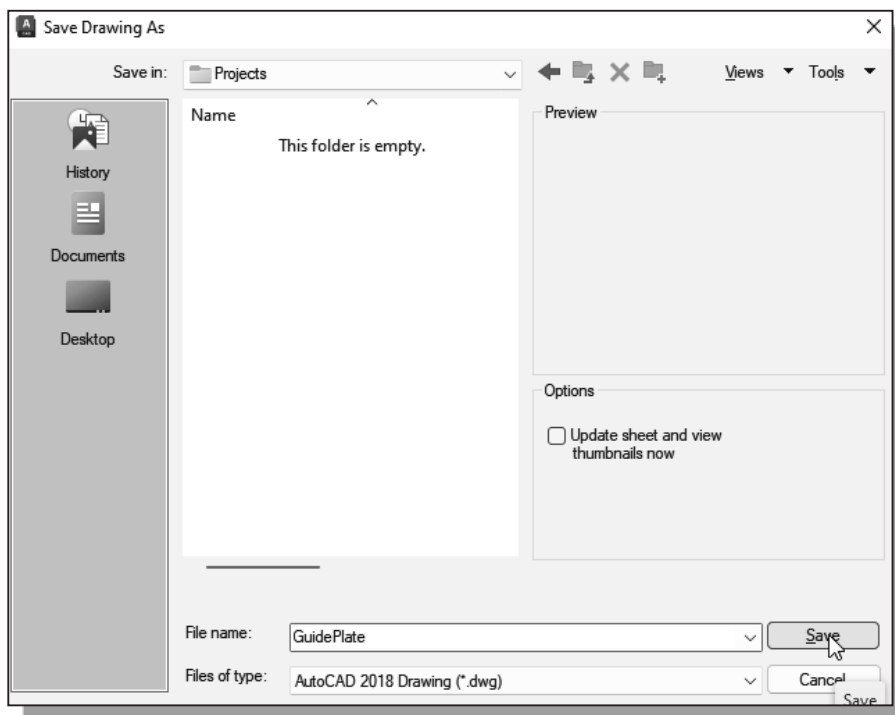 Save Drawing As
Save in:
Projects
Views
Tools
History
Documents
Desktop
Name
This folder is empty.
Preview
Options
Update sheet and view
thumbnails now
File name:
GuidePlate
Save
Files of type:
AutoCAD 2018 Drawing (*.dwg)
Cancel
Save